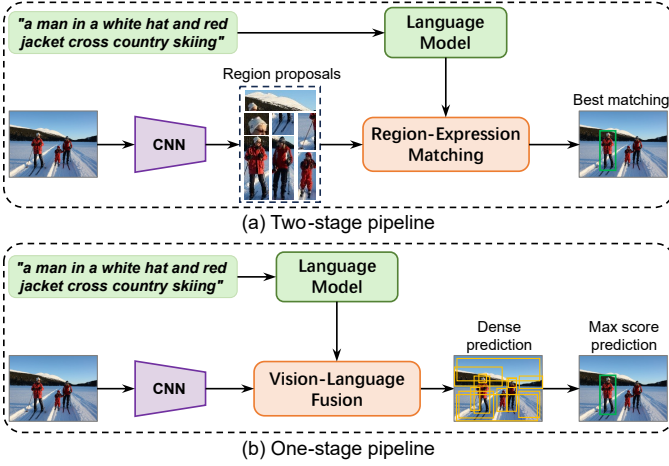 "a man in a white hat and red
jacket cross country skiing"
Language
Model
Region proposals
CNN
Region-Expression
Matching
Best matching
(a) Two-stage pipeline
"a man in a white hat and red
jacket cross country skiing"
Language
Model
CNN
Vision-Language
Fusion
Dense
prediction
Max score
prediction
(b) One-stage pipeline